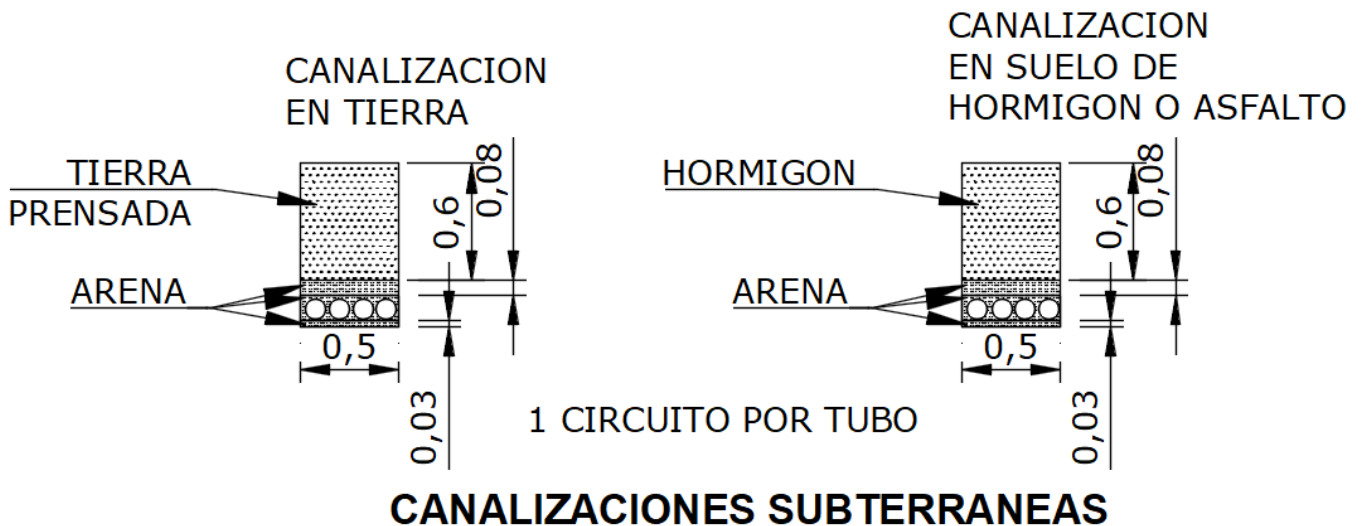 CANALIZACION
EN TIERRA
TIERRA
PRENSADA
ARENA
0,6
0,08
0,5
0,03
CANALIZACION
EN SUELO DE
HORMIGON O ASFALTO
HORMIGON
ARENA
0,6
0,08
0,5
0,03
1 CIRCUITO POR TUBO
CANALIZACIONES SUBTERRANEAS